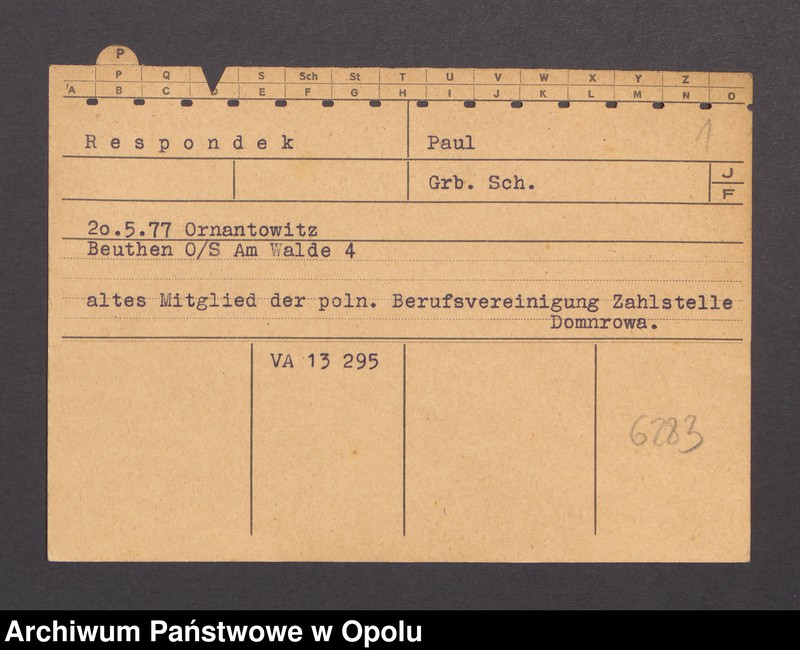 P
P Q S Sch St T U V W X Y Z
A B C D E F G H I J K L M N O
Respondek Paul 1
Grb. Sch. J
F
20.5.77 Ornantowitz
Beuthen O/S Am Walde 4
altes Mitglied der poln. Berufsvereinigung Zahlstelle
Domnrowa.
VA 13 295
6283
Archiwum Państwowe w Opolu